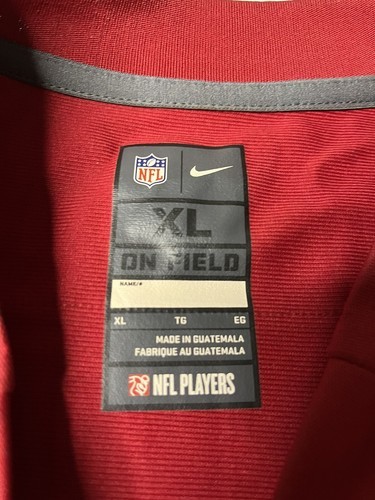 NFL
XL
ON FIELD
NAME/#
XL TG EG
MADE IN GUATEMALA
FABRIQUE AU GUATEMALA
NFL PLAYERS